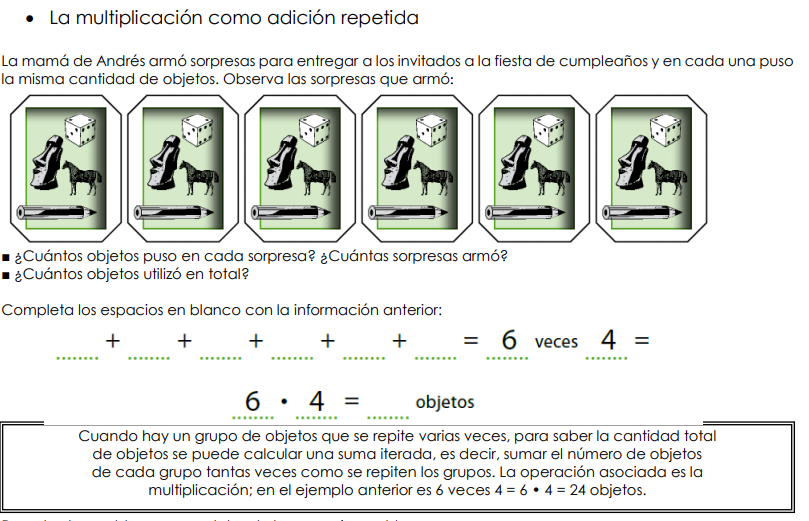 • La multiplicación como adición repetida
La mamá de Andrés armó sorpresas para entregar a los invitados a la fiesta de cumpleaños y en cada una puso
la misma cantidad de objetos. Observa las sorpresas que armó:
■ ¿Cuántos objetos puso en cada sorpresa? ¿Cuántas sorpresas armó?
■ ¿Cuántos objetos utilizó en total?
Completa los espacios en blanco con la información anterior:
........ + ........ + ........ + ........ + ........ + ........ = 6 veces 4 =
6 • 4 = ........ objetos
Cuando hay un grupo de objetos que se repite varias veces, para saber la cantidad total
de objetos se puede calcular una suma iterada, es decir, sumar el número de objetos
de cada grupo tantas veces como se repiten los grupos. La operación asociada es la
multiplicación; en el ejemplo anterior es 6 veces 4 = 6 • 4 = 24 objetos.